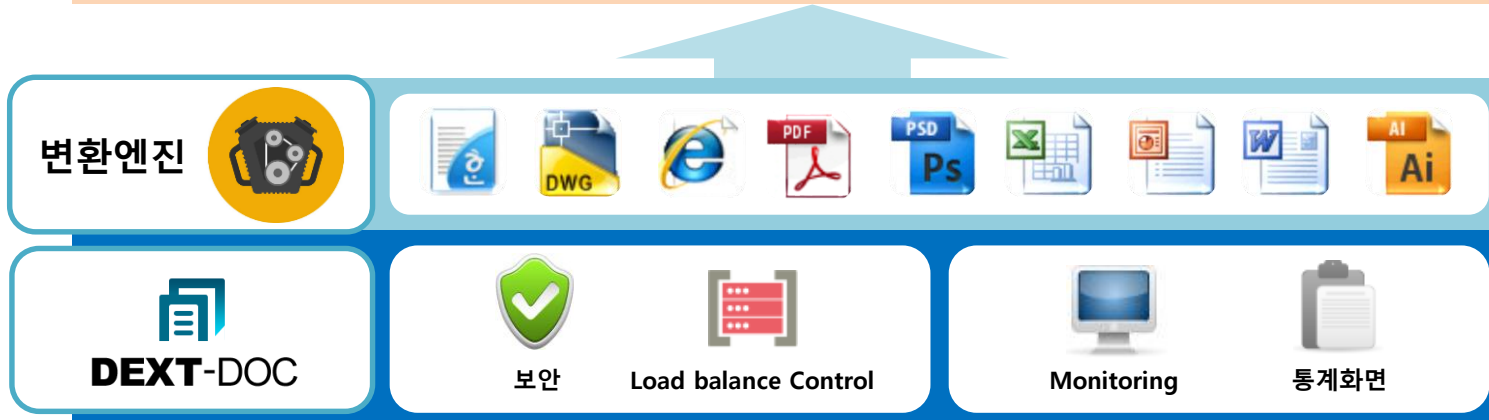 변환엔진
한
DWG
PDF
PSD
Ps
AI
Ai
DEXT-DOC
보안
Load balance Control
Monitoring
통계화면